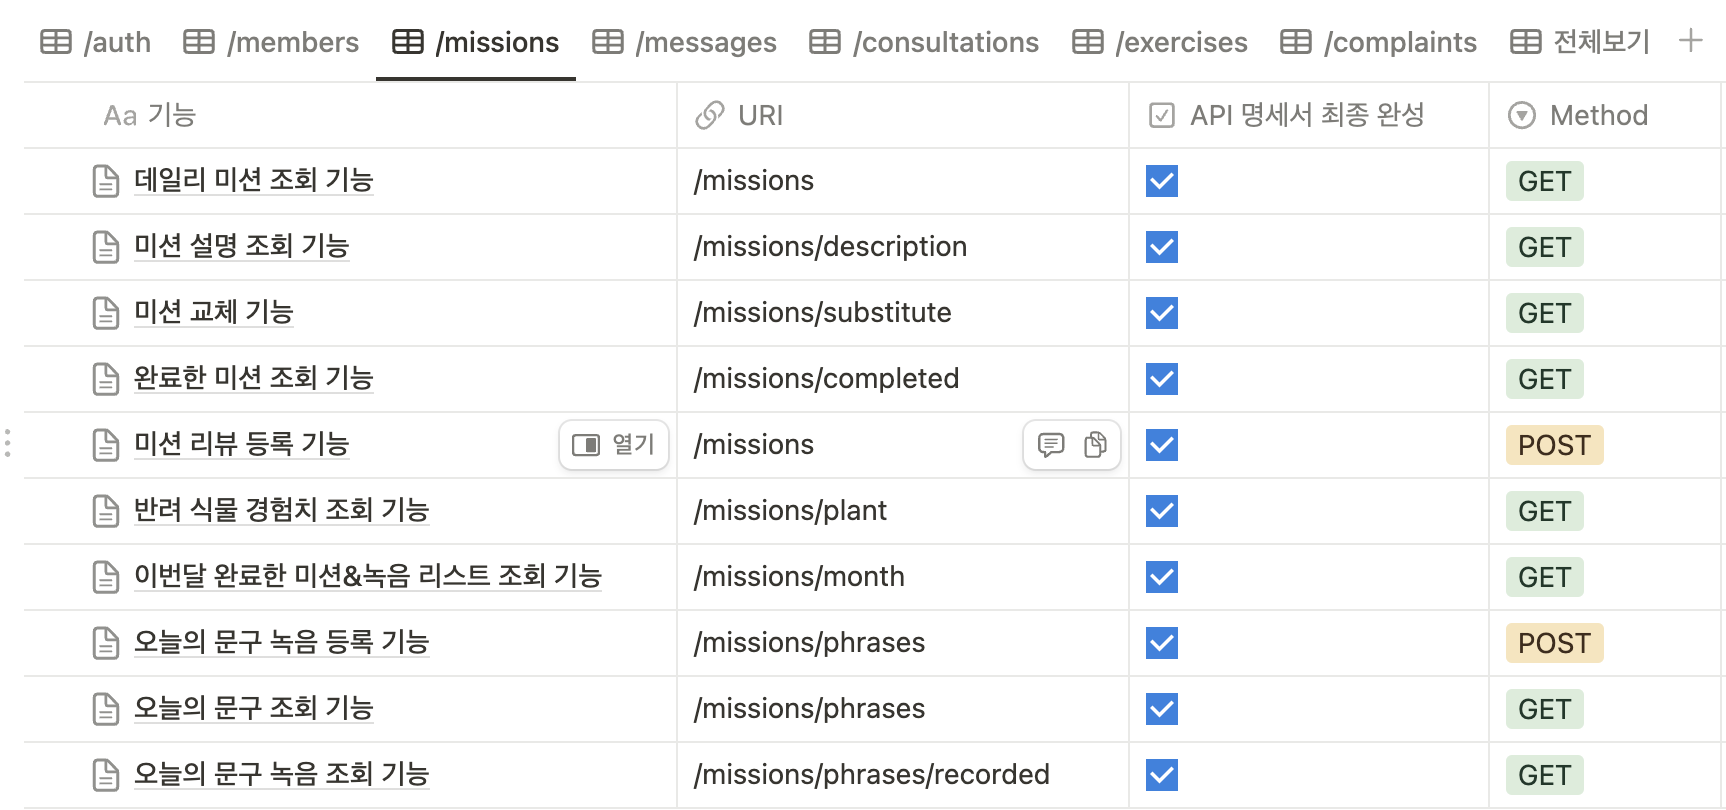 /auth /members /missions /messages /consultations /exercises /complaints 전체보기
Aa 기능 URI API 명세서 최종 완성 Method
데일리 미션 조회 기능 /missions GET
미션 설명 조회 기능 /missions/description GET
미션 교체 기능 /missions/substitute GET
완료한 미션 조회 기능 /missions/completed GET
미션 리뷰 등록 기능 열기 /missions POST
반려 식물 경험치 조회 기능 /missions/plant GET
이번달 완료한 미션&녹음 리스트 조회 기능 /missions/month GET
오늘의 문구 녹음 등록 기능 /missions/phrases POST
오늘의 문구 조회 기능 /missions/phrases GET
오늘의 문구 녹음 조회 기능 /missions/phrases/recorded GET